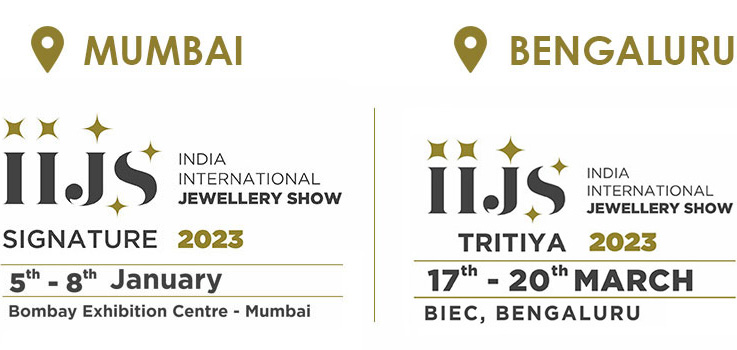 MUMBAI
IIJS
INDIA
INTERNATIONAL
JEWELLERY SHOW
SIGNATURE 2023
5th - 8th January
Bombay Exhibition Centre - Mumbai
BENGALURU
IIJS
INDIA
INTERNATIONAL
JEWELLERY SHOW
TRITIYA 2023
17th - 20th MARCH
BIEC, BENGALURU